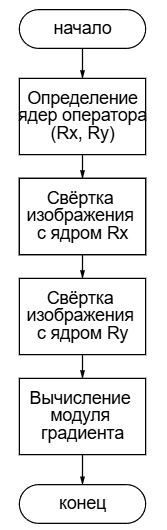 начало
Определение
ядер оператора
(Rx, Ry)
Свёртка
изображения
с ядром Rx
Свёртка
изображения
с ядром Ry
Вычисление
модуля
градиента
конец